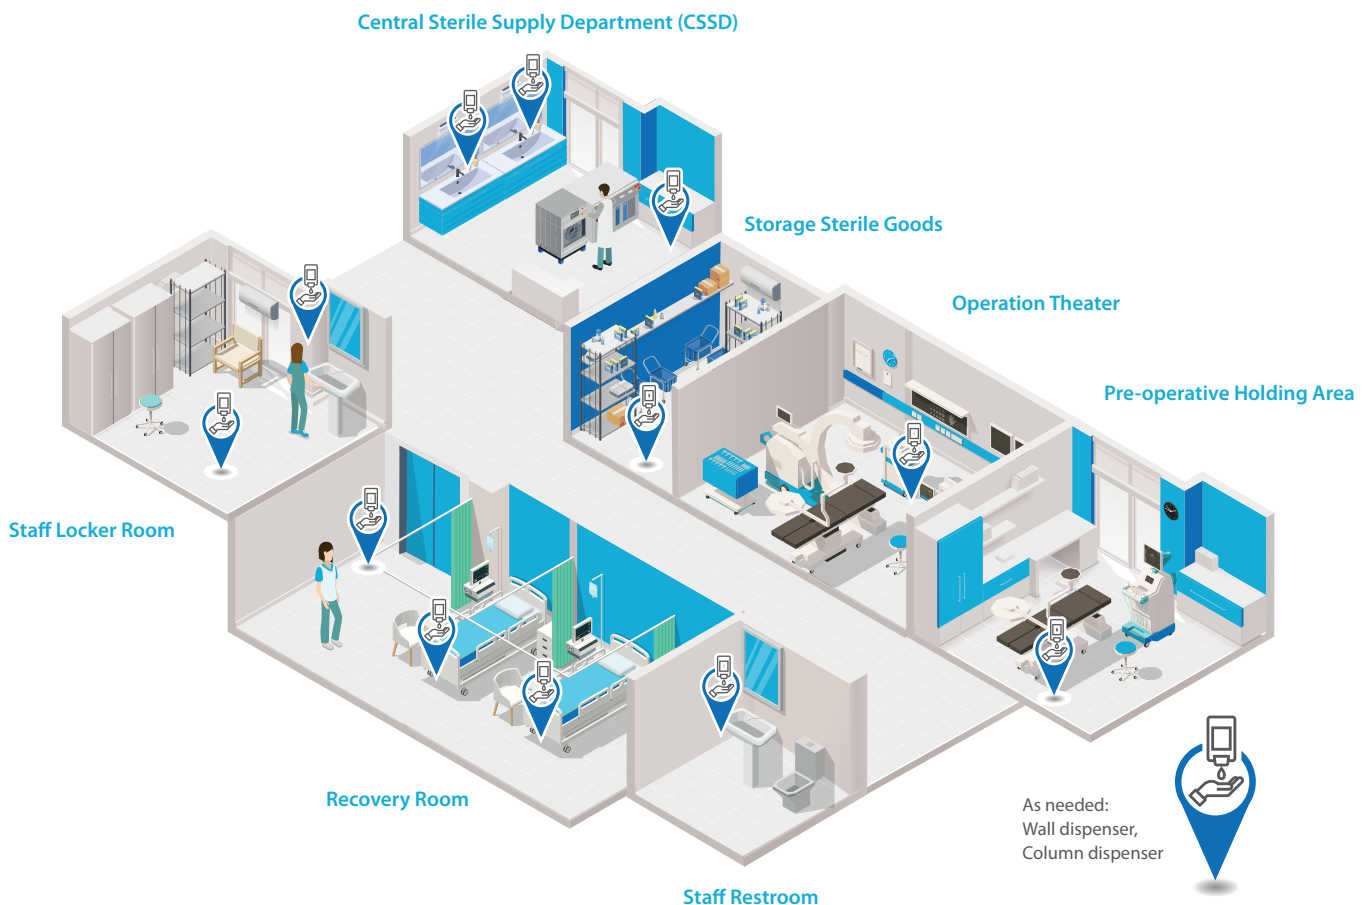 Central Sterile Supply Department (CSSD)
Storage Sterile Goods
Operation Theater
Pre-operative Holding Area
Staff Locker Room
Recovery Room
As needed:
Wall dispenser,
Column dispenser
Staff Restroom